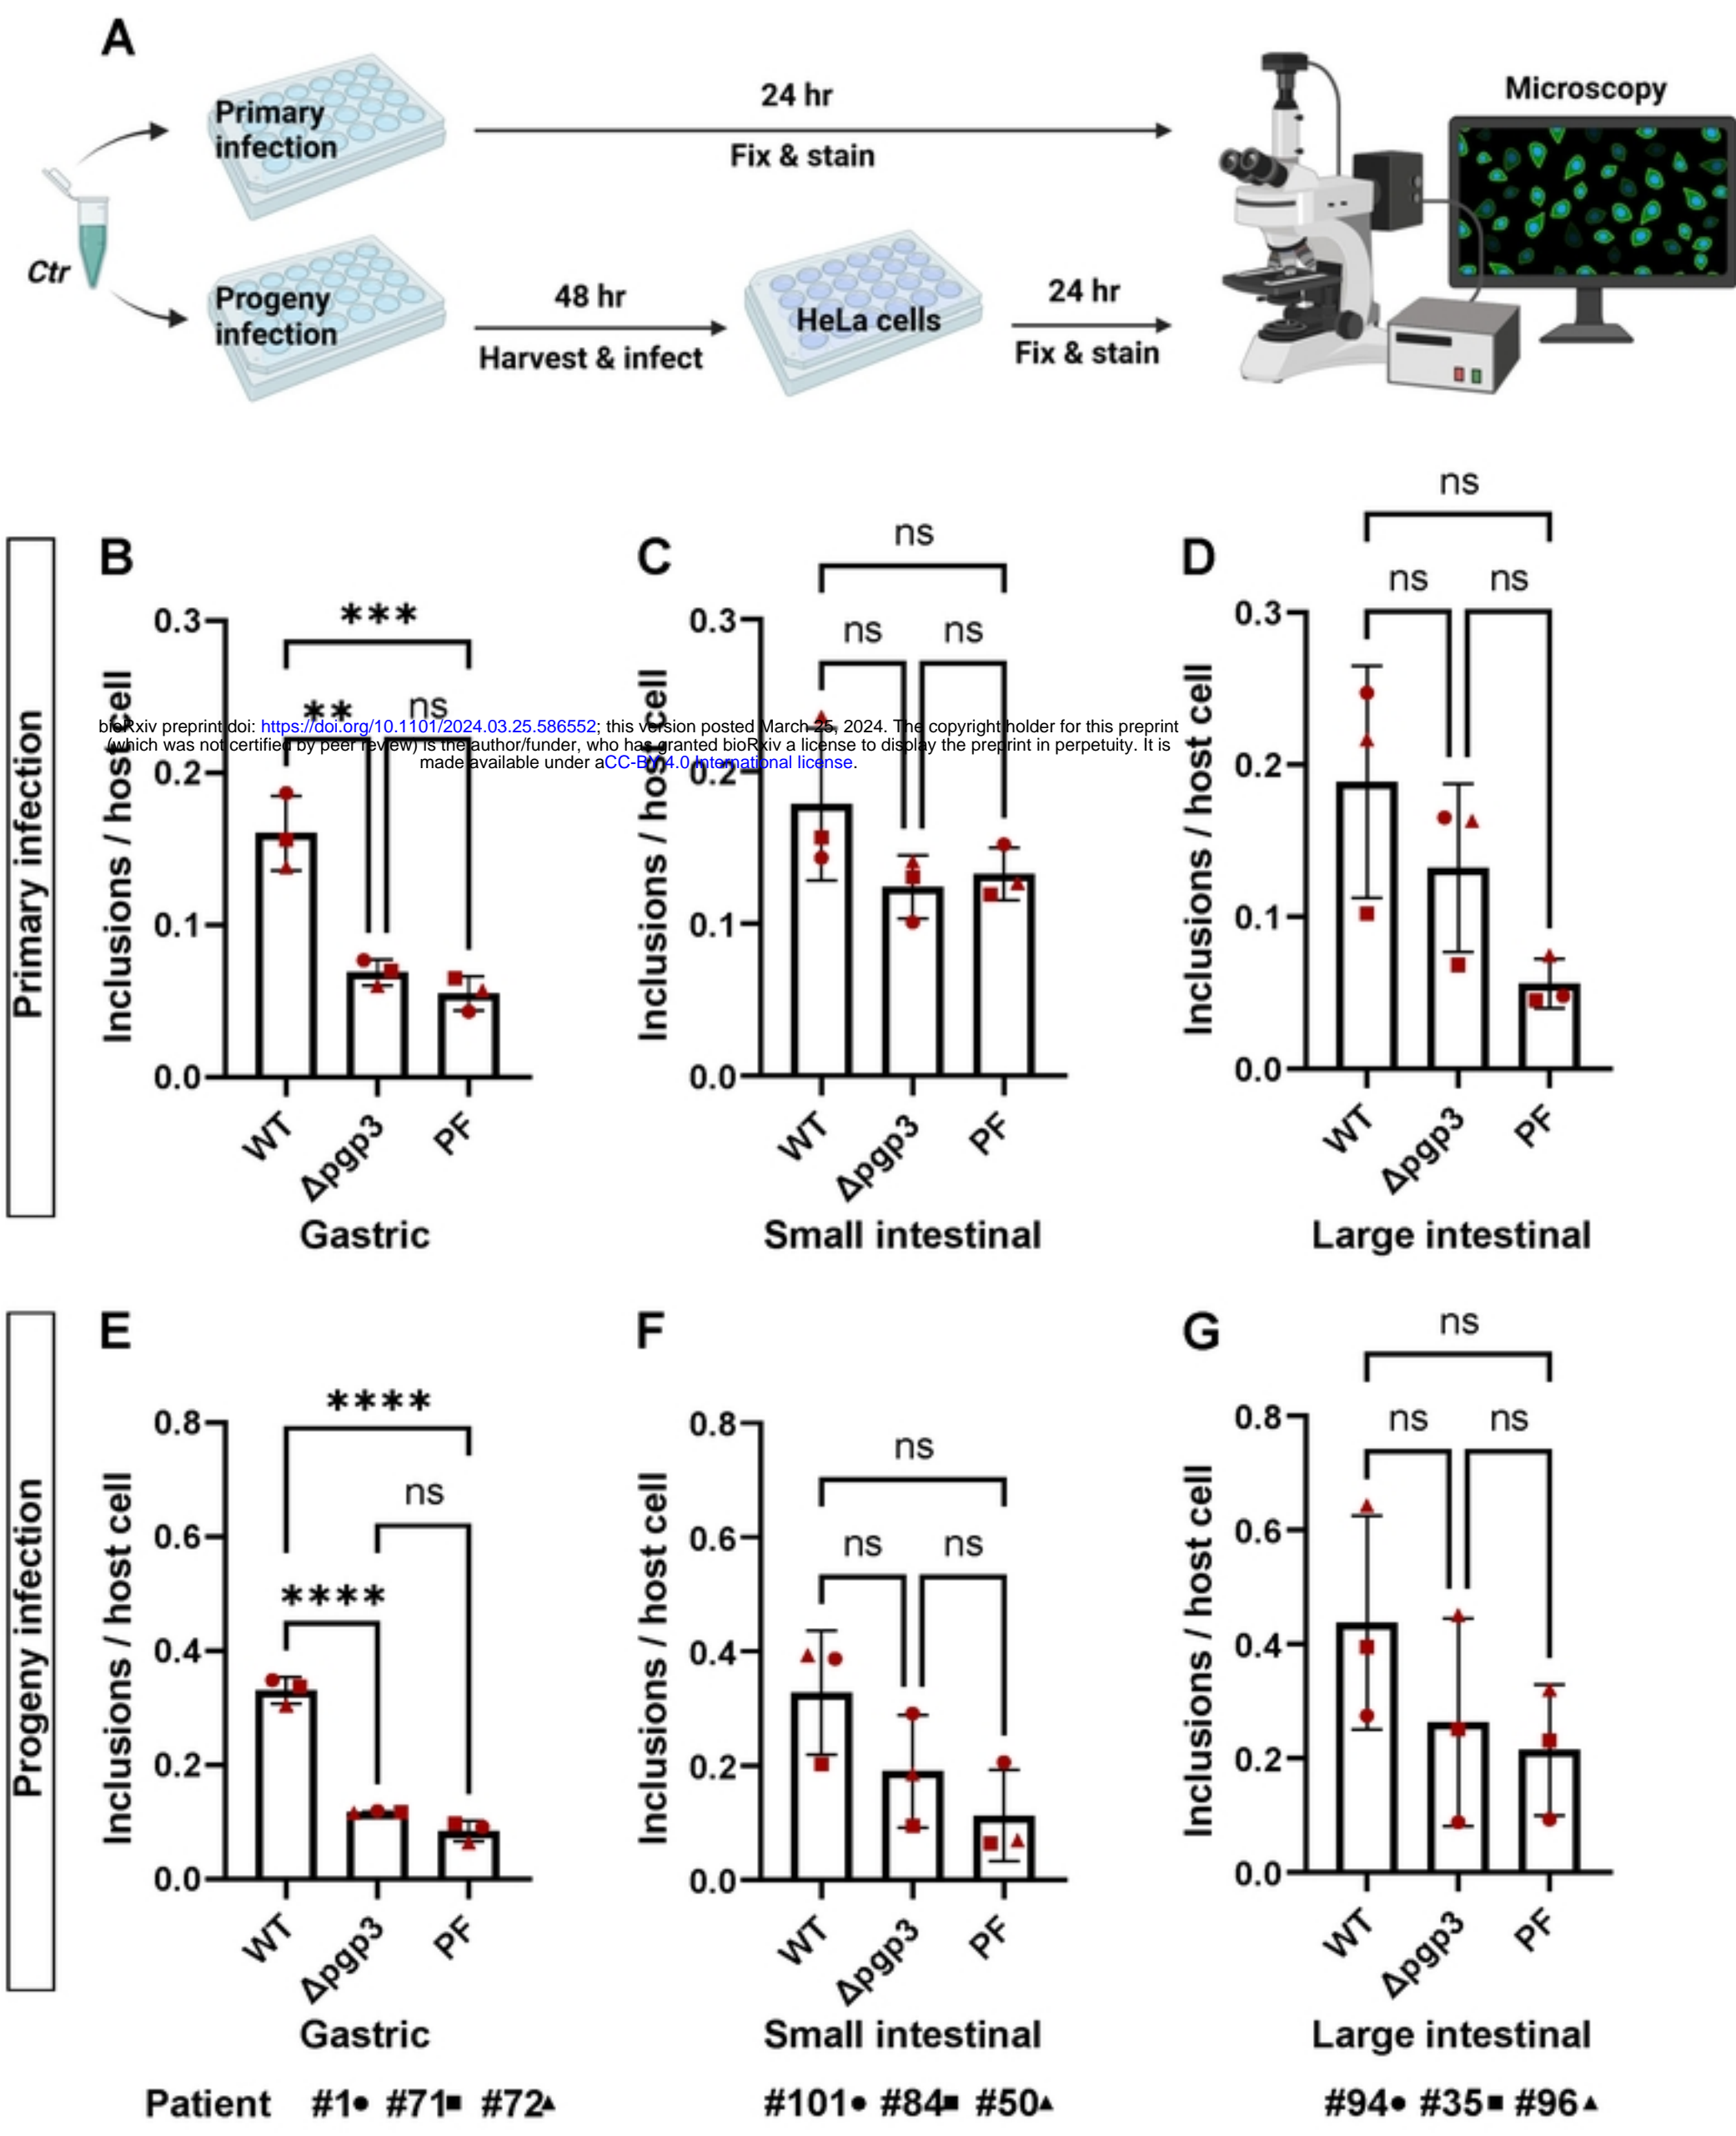 A
Primary
infection
24 hr
Fix & stain
Microscopy
Ctr
Progeny
infection
48 hr
Harvest & infect
HeLa cells
24 hr
Fix & stain
Primary infection
B
***
**
ns
0.3
0.2
0.1
0.0
Inclusions / host cell
WT
Δpgp3
PF
Gastric
C
ns
ns
ns
0.3
0.2
0.1
0.0
Inclusions / host cell
WT
Δpgp3
PF
Small intestinal
D
ns
ns
ns
0.3
0.2
0.1
0.0
Inclusions / host cell
WT
Δpgp3
PF
Large intestinal
bioRxiv preprint doi: https://doi.org/10.1101/2024.03.25.586552; this version posted March 25, 2024. The copyright holder for this preprint
(which was not certified by peer review) is the author/funder, who has granted bioRxiv a license to display the preprint in perpetuity. It is
made available under aCC-BY 4.0 International license.
Progeny infection
E
****
ns
****
0.8
0.6
0.4
0.2
0.0
Inclusions / host cell
WT
Δpgp3
PF
Gastric
F
ns
ns
ns
0.8
0.6
0.4
0.2
0.0
Inclusions / host cell
WT
Δpgp3
PF
Small intestinal
G
ns
ns
ns
0.8
0.6
0.4
0.2
0.0
Inclusions / host cell
WT
Δpgp3
PF
Large intestinal
Patient #1● #71■ #72▲
#101● #84■ #50▲
#94● #35■ #96▲